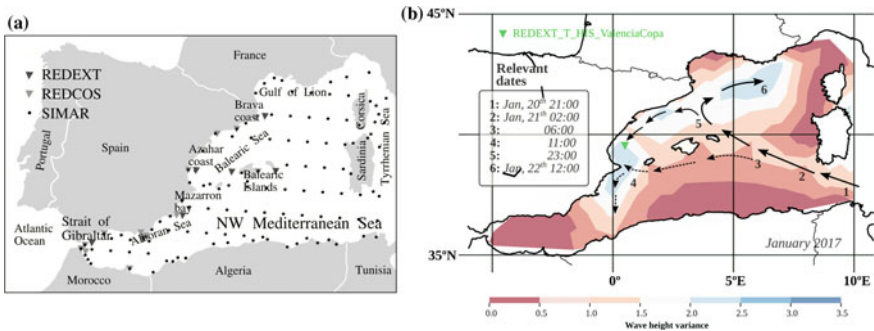 (a)
France
REDEXT
REDCOS
SIMAR
Gulf of Lion
Brava
coast
Corsica
Portugal
Spain
Azahar
coast
Balearic Sea
Sardinia
Tyrrhenian Sea
Balearic
Islands
Mazarron
bay
Strait of
Gibraltar
Alboran Sea
NW Mediterranean Sea
Atlantic
Ocean
Morocco
Algeria
Tunisia
(b)
45°N
REDEXT_T_HIS_ValenciaCopa
Relevant
dates
1: Jan, 20th 21:00
2: Jan, 21th 02:00
3 06:00
4: 11:00
5: 23:00
6: Jan, 22th 12:00
6
5
3
4
2
1
January 2017
35°N
0°
5°E
10°E
0.0 0.5 1.0 1.5 2.0 2.5 3.0 3.5
Wave height variance